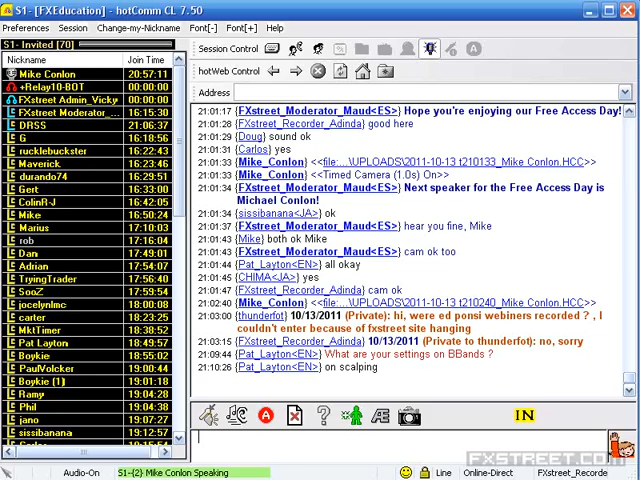 S1- [FXEducation] - hotComm CL 7.50
Preferences Session Change-my-Nickname Font[-] Font[+] Help
S1- Invited [70]
Nickname Join Time
Mike Conlon 20:57:11
+Relay10-BOT 00:00:00
FXstreet Admin_Vicky 00:00:00
FXstreet Moderator_... 16:15:30
DRSS 21:06:37
G 16:18:56
rucklebuckster 16:22:43
Maverick 16:23:46
durando74 16:29:51
Gert 16:33:00
ColinR-J 16:42:05
Mike 16:50:24
Marius 17:10:03
rob 17:16:04
Dan 17:49:01
Adrian 17:54:07
TryingTrader 17:56:40
SooZ 17:59:54
jocelynlmc 18:00:08
carter 18:23:25
MktTimer 18:38:52
Pat Layton 18:49:57
Boykie 18:55:02
PaulVolcker 19:00:44
Boykie (1) 19:01:18
Ramy 19:04:38
Phil 19:04:38
jano 19:07:27
sissibanana 19:12:57
Session Control
hotWeb Control
Address
21:01:17 {FXstreet_Moderator_Maud<ES>} Hope you're enjoying our Free Access Day!
21:01:28 {FXstreet_Recorder_Adinda} good here
21:01:29 {Doug} sound ok
21:01:31 {Carlos} yes
21:01:33 Mike_Conlon <<file:...\UPLOADS\2011-10-13 t210133_Mike Conlon.HCC>>
21:01:33 {Mike_Conlon} <<Timed Camera (1.0s) On>>
21:01:34 {FXstreet_Moderator_Maud<ES>} Next speaker for the Free Access Day is
Michael Conlon!
21:01:34 {sissibanana<JA>} ok
21:01:37 {FXstreet_Moderator_Maud<ES>} hear you fine, Mike
21:01:39 {Mike} both ok Mike
21:01:43 {FXstreet_Moderator_Maud<ES>} cam ok too
21:01:44 {Pat_Layton<EN>} all okay
21:01:45 {CHIMA<JA>} yes
21:01:47 {FXstreet_Recorder_Adinda} cam ok
21:02:40 Mike_Conlon <<file:...\UPLOADS\2011-10-13 t210240_Mike Conlon.HCC>>
21:03:00 {thunderfot} 10/13/2011 (Private): hi, were ed ponsi webiners recorded ? , I
couldn't enter because of fxstreet site hanging
21:03:15 {FXstreet_Recorder_Adinda} 10/13/2011 (Private to thunderfot): no, sorry
21:09:44 {Pat_Layton<EN>} What are your settings on BBands ?
21:10:26 {Pat_Layton<EN>} on scalping
IN
FXSTREET.COM
Audio-On S1-{2} Mike Conlon Speaking Line Online-Direct FXstreet_Recorde